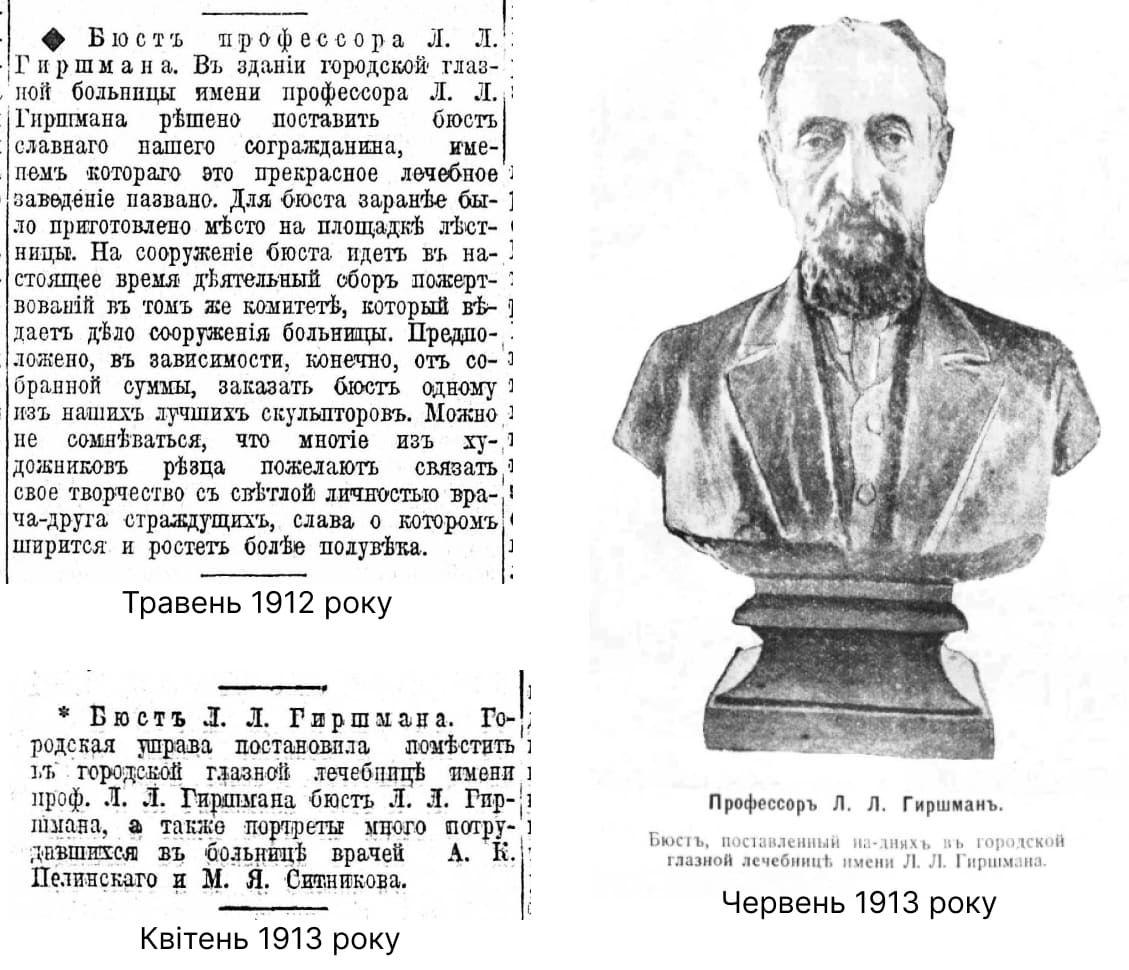 ◆ Бюстъ профессора Л. Л.
Гиршмана. Въ зданіи городской глаз-
ной больницы имени профессора Л. Л.
Гиршмана рѣшено поставить бюстъ
славнаго нашего согражданина, име-
немъ котораго это прекрасное лечебное
заведеніе названо. Для бюста заранѣе бы-
ло приготовлено мѣсто на площадкѣ лѣст-
ницы. На сооруженіе бюста идетъ въ на-
стоящее время дѣятельный сборъ пожерт-
вованій въ томъ же комитетѣ, который вѣ-
даетъ дѣло сооруженія больницы. Предпо-
ложено, въ зависимости, конечно, отъ со-
бранной суммы, заказать бюстъ одному
изъ нашихъ лучшихъ скульпторовъ. Можно
не сомнѣваться, что многіе изъ ху-
дожниковъ рѣзца пожелаютъ связать
свое творчество съ свѣтлой личностью вра-
ча-друга страждущихъ, слава о которомъ
ширится и ростетъ болѣе полувѣка.
Травень 1912 року
* Бюстъ Л. Л. Гиршмана. Го-
родская управа постановила помѣстить
въ городской глазной лечебницѣ имени
проф. Л. Л. Гиршмана бюстъ Л. Л. Гир-
шмана, а также портреты много потру-
давшихся въ больницѣ врачей А. К.
Пелинскаго и М. Я. Ситникова.
Квітень 1913 року
Профессоръ Л. Л. Гиршманъ.
Бюстъ, поставленный на-дняхъ въ городской
глазной лечебницѣ имени Л. Л. Гиршмана.
Червень 1913 року